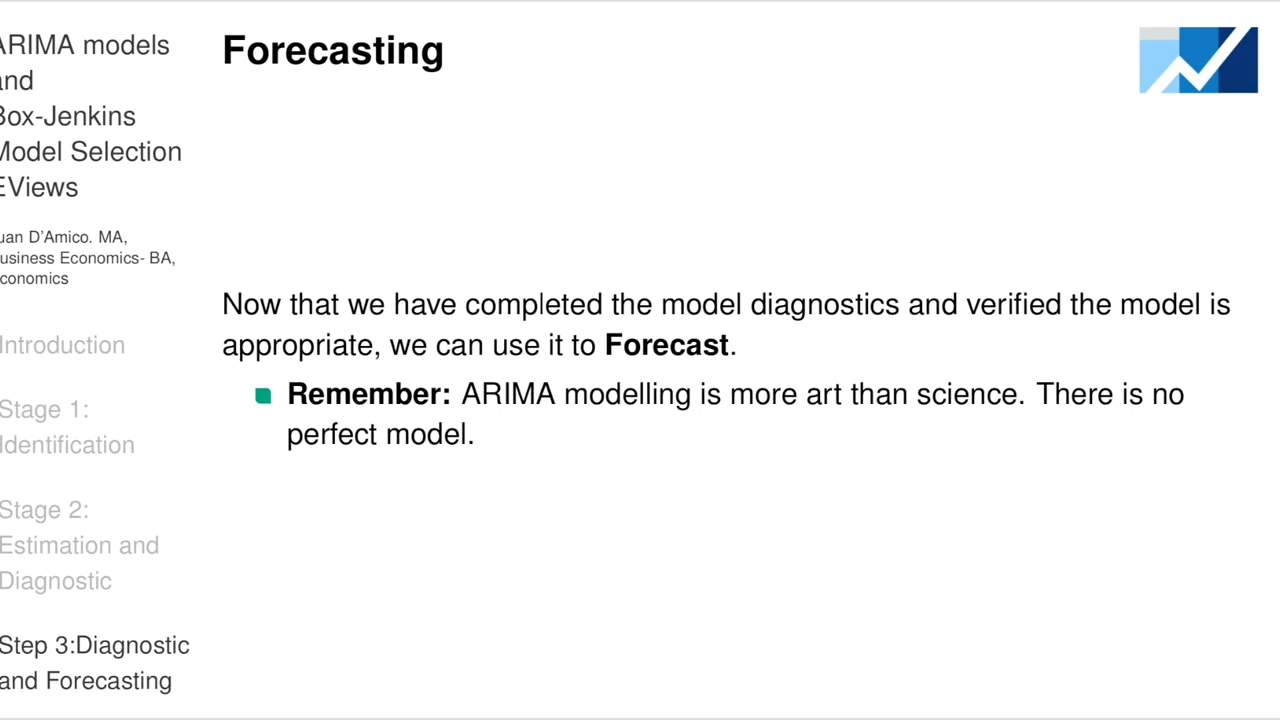 ARIMA models
and
Box-Jenkins
Model Selection
EViews
uan D'Amico. MA,
usiness Economics- BA,
conomics
Introduction
Stage 1:
Identification
Stage 2:
Estimation and
Diagnostic
Step 3:Diagnostic
and Forecasting
Forecasting
Now that we have completed the model diagnostics and verified the model is
appropriate, we can use it to Forecast.
Remember: ARIMA modelling is more art than science. There is no
perfect model.